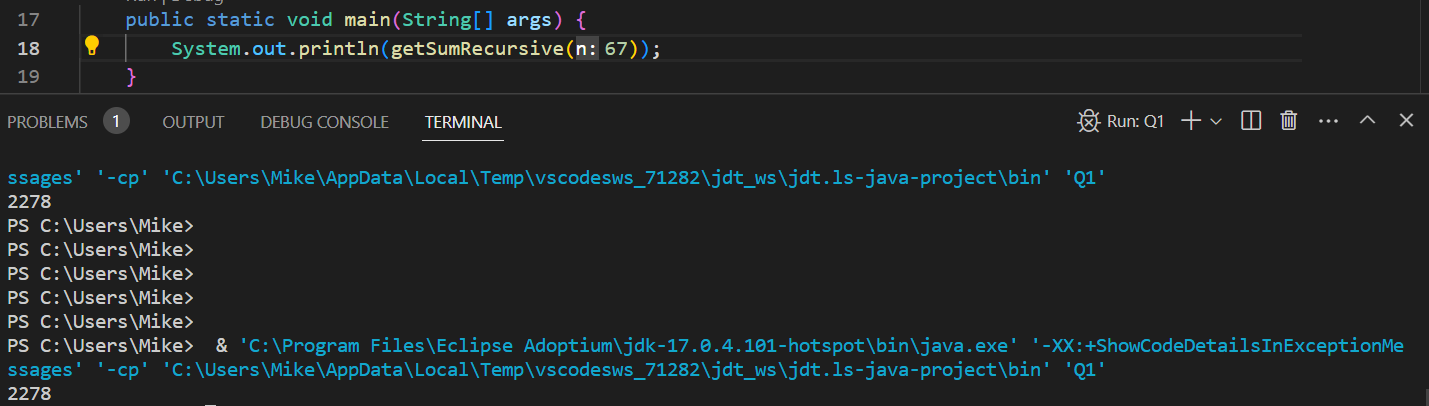 Run | Debug
17 public static void main(String[] args) {
18 System.out.println(getSumRecursive(n: 67));
19 }
PROBLEMS 1 OUTPUT DEBUG CONSOLE TERMINAL Run: Q1
ssages' '-cp' 'C:\Users\Mike\AppData\Local\Temp\vscodesws_71282\jdt_ws\jdt.ls-java-project\bin' 'Q1'
2278
PS C:\Users\Mike>
PS C:\Users\Mike>
PS C:\Users\Mike>
PS C:\Users\Mike>
PS C:\Users\Mike>
PS C:\Users\Mike>  & 'C:\Program Files\Eclipse Adoptium\jdk-17.0.4.101-hotspot\bin\java.exe' '-XX:+ShowCodeDetailsInExceptionMe
ssages' '-cp' 'C:\Users\Mike\AppData\Local\Temp\vscodesws_71282\jdt_ws\jdt.ls-java-project\bin' 'Q1'
2278